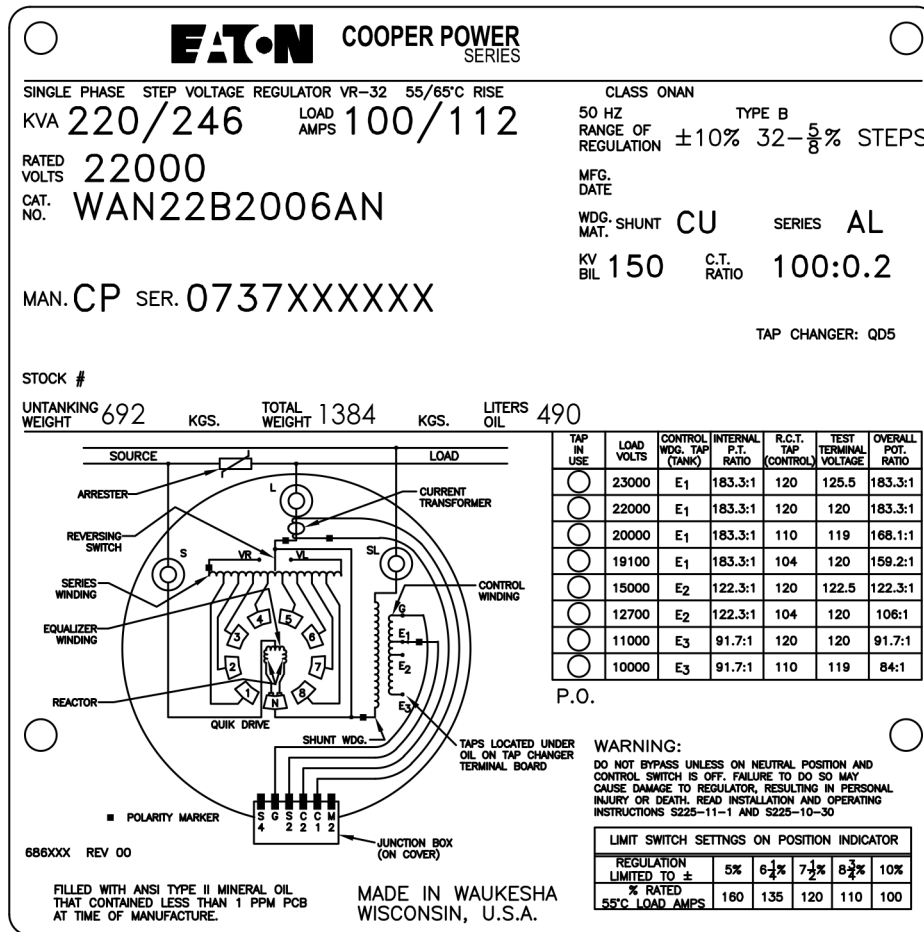 EATON COOPER POWER
SERIES
SINGLE PHASE STEP VOLTAGE REGULATOR VR-32 55/65°C RISE
CLASS ONAN
KVA 220/246 LOAD AMPS 100/112
50 HZ TYPE B
RANGE OF REGULATION ±10% 32-5/8% STEPS
RATED VOLTS 22000
MFG. DATE
CAT. NO. WAN22B2006AN
WDG. MAT. SHUNT CU SERIES AL
KV BIL 150 C.T. RATIO 100:0.2
MAN. CP SER. 0737XXXXXX
TAP CHANGER: QD5
STOCK #
UNTANKING WEIGHT 692 KGS. TOTAL WEIGHT 1384 KGS. LITERS OIL 490
SOURCE LOAD
ARRESTER
L
CURRENT TRANSFORMER
REVERSING SWITCH
S
VR VL
SL
SERIES WINDING
CONTROL WINDING
EQUALIZER WINDING
G
E1
E2
E3
1 2 3 4 5 6 7 8 N
REACTOR
QUIK DRIVE
SHUNT WDG.
TAPS LOCATED UNDER
OIL ON TAP CHANGER
TERMINAL BOARD
■ POLARITY MARKER
S4 G S2 C2 C1 M2
JUNCTION BOX
(ON COVER)
686XXX REV 00
FILLED WITH ANSI TYPE II MINERAL OIL
THAT CONTAINED LESS THAN 1 PPM PCB
AT TIME OF MANUFACTURE.
MADE IN WAUKESHA
WISCONSIN, U.S.A.
TAP IN USE LOAD VOLTS CONTROL WDG. TAP (TANK) INTERNAL P.T. RATIO R.C.T. TAP (CONTROL) TEST TERMINAL VOLTAGE OVERALL POT. RATIO
23000 E1 183.3:1 120 125.5 183.3:1
22000 E1 183.3:1 120 120 183.3:1
20000 E1 183.3:1 110 119 168.1:1
19100 E1 183.3:1 104 120 159.2:1
15000 E2 122.3:1 120 122.5 122.3:1
12700 E2 122.3:1 104 120 106:1
11000 E3 91.7:1 120 120 91.7:1
10000 E3 91.7:1 110 119 84:1
P.O.
WARNING:
DO NOT BYPASS UNLESS ON NEUTRAL POSITION AND
CONTROL SWITCH IS OFF. FAILURE TO DO SO MAY
CAUSE DAMAGE TO REGULATOR, RESULTING IN PERSONAL
INJURY OR DEATH. READ INSTALLATION AND OPERATING
INSTRUCTIONS S225-11-1 AND S225-10-30
LIMIT SWITCH SETTNGS ON POSITION INDICATOR
REGULATION LIMITED TO ± 5% 6 1/4% 7 1/2% 8 3/4% 10%
% RATED 55°C LOAD AMPS 160 135 120 110 100